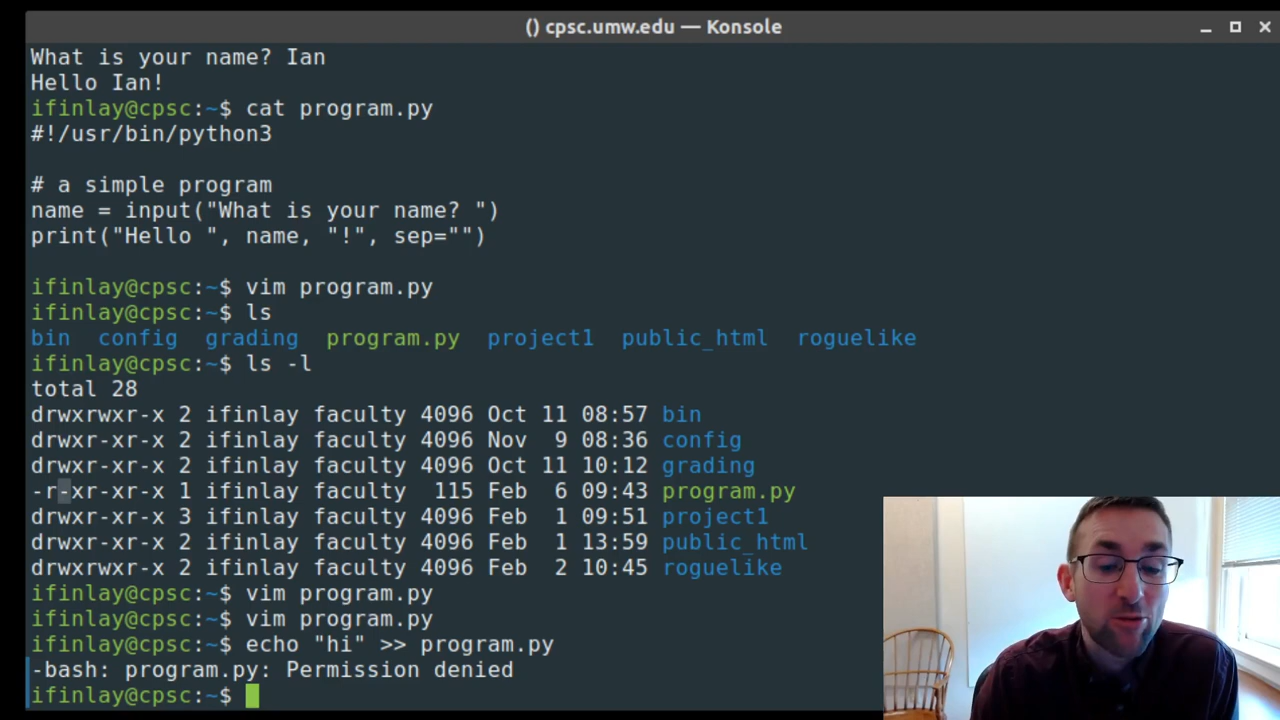 () cpsc.umw.edu — Konsole
What is your name? Ian
Hello Ian!
ifinlay@cpsc:~$ cat program.py
#!/usr/bin/python3
# a simple program
name = input("What is your name? ")
print("Hello ", name, "!", sep="")
ifinlay@cpsc:~$ vim program.py
ifinlay@cpsc:~$ ls
bin  config  grading  program.py  project1  public_html  roguelike
ifinlay@cpsc:~$ ls -l
total 28
drwxrwxr-x 2 ifinlay faculty 4096 Oct 11 08:57 bin
drwxr-xr-x 2 ifinlay faculty 4096 Nov  9 08:36 config
drwxr-xr-x 2 ifinlay faculty 4096 Oct 11 10:12 grading
-r-xr-xr-x 1 ifinlay faculty  115 Feb  6 09:43 program.py
drwxr-xr-x 3 ifinlay faculty 4096 Feb  1 09:51 project1
drwxr-xr-x 2 ifinlay faculty 4096 Feb  1 13:59 public_html
drwxr-xr-x 2 ifinlay faculty 4096 Feb  2 10:45 roguelike
ifinlay@cpsc:~$ vim program.py
ifinlay@cpsc:~$ vim program.py
ifinlay@cpsc:~$ echo "hi" >> program.py
-bash: program.py: Permission denied
ifinlay@cpsc:~$